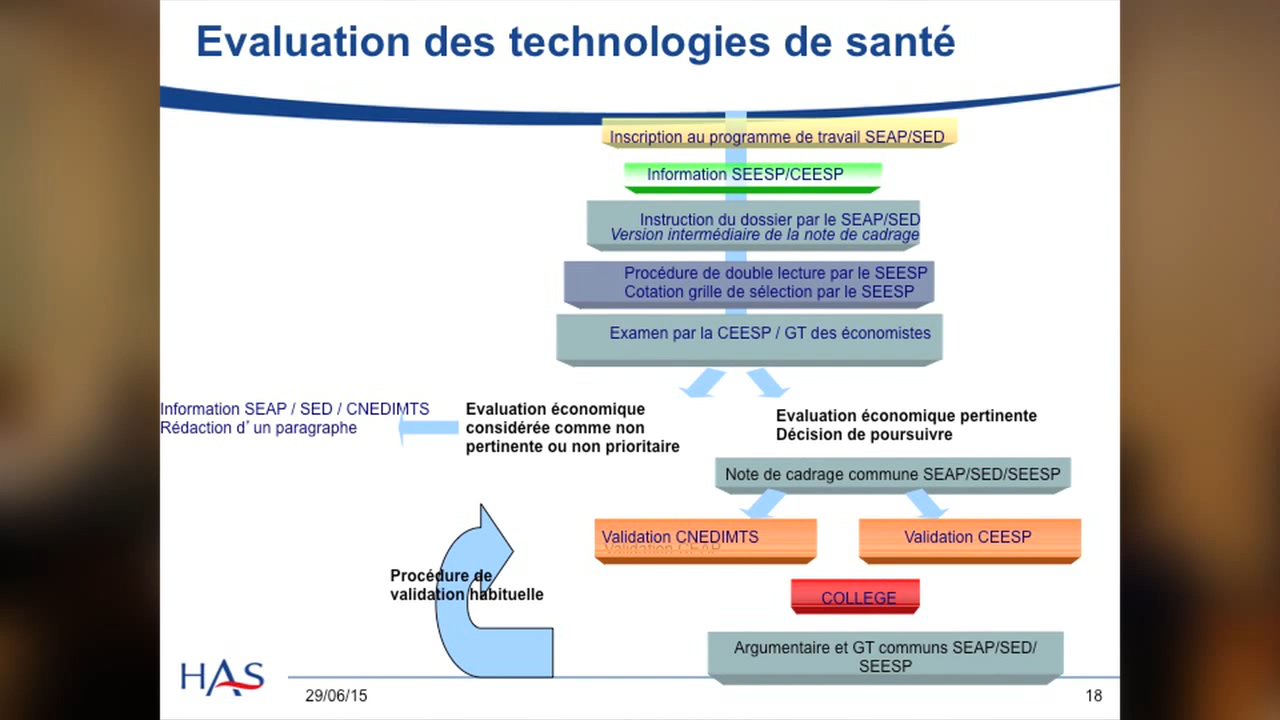 Evaluation des technologies de santé
Inscription au programme de travail SEAP/SED
Information SEESP/CEESP
Instruction du dossier par le SEAP/SED
Version intermédiaire de la note de cadrage
Procédure de double lecture par le SEESP
Cotation grille de sélection par le SEESP
Examen par la CEESP / GT des économistes
Information SEAP / SED / CNEDIMTS
Rédaction d’ un paragraphe
Evaluation économique
considérée comme non
pertinente ou non prioritaire
Evaluation économique pertinente
Décision de poursuivre
Note de cadrage commune SEAP/SED/SEESP
Validation CNEDIMTS
Validation CEAP
Validation CEESP
Procédure de
validation habituelle
COLLEGE
Argumentaire et GT communs SEAP/SED/
SEESP
HAS
29/06/15
18